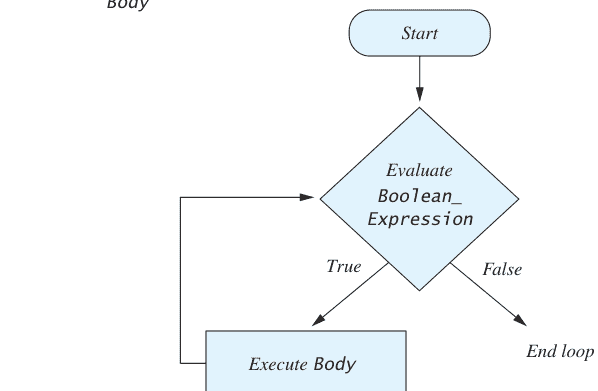 Body
Start
Evaluate
Boolean_
Expression
True
False
End loop
Execute Body